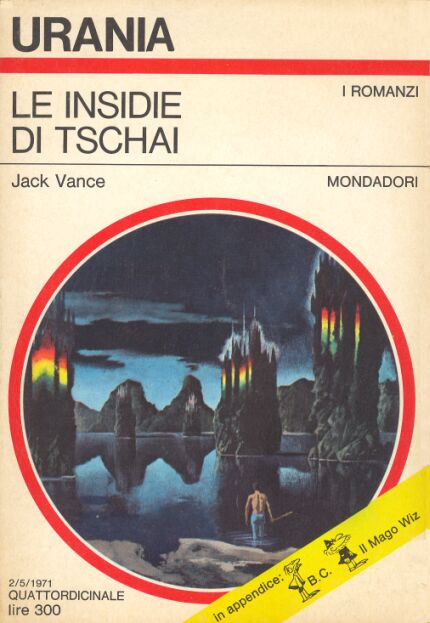 URANIA
I ROMANZI
LE INSIDIE
DI TSCHAI
Jack Vance
MONDADORI
2/5/1971
QUATTORDICINALE
lire 300
in appendice: B.C. Il Mago Wiz